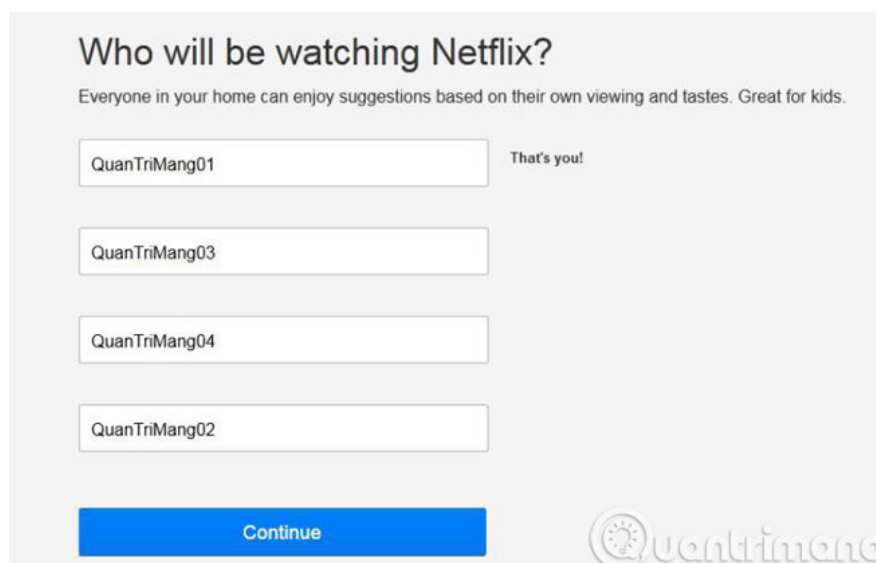 Who will be watching Netflix?
Everyone in your home can enjoy suggestions based on their own viewing and tastes. Great for kids.
QuanTriMang01
That's you!
QuanTriMang03
QuanTriMang04
QuanTriMang02
Continue
Quantrimang